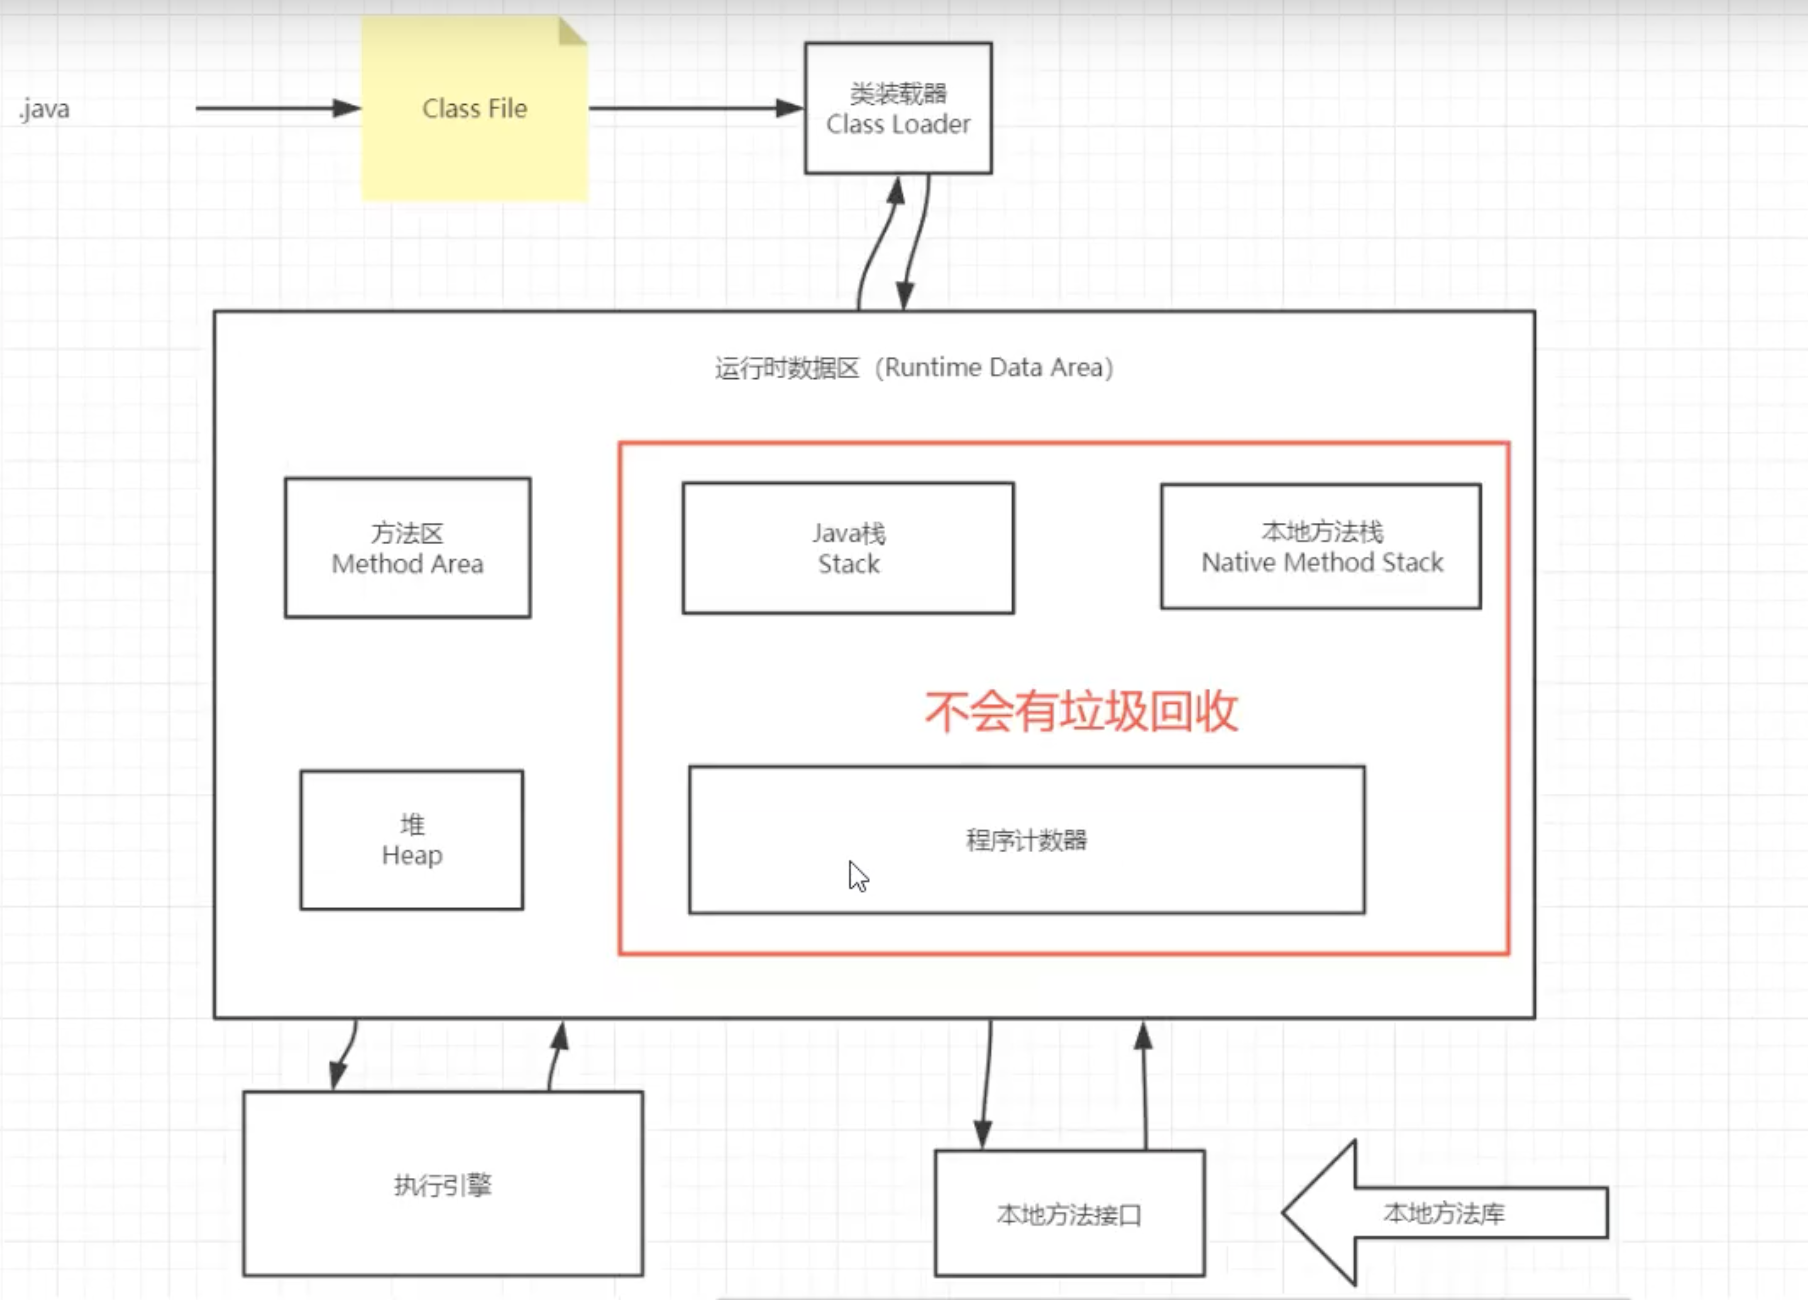 .java
Class File
类装载器
Class Loader
运行时数据区（Runtime Data Area）
方法区
Method Area
Java栈
Stack
本地方法栈
Native Method Stack
不会有垃圾回收
堆
Heap
程序计数器
执行引擎
本地方法接口
本地方法库